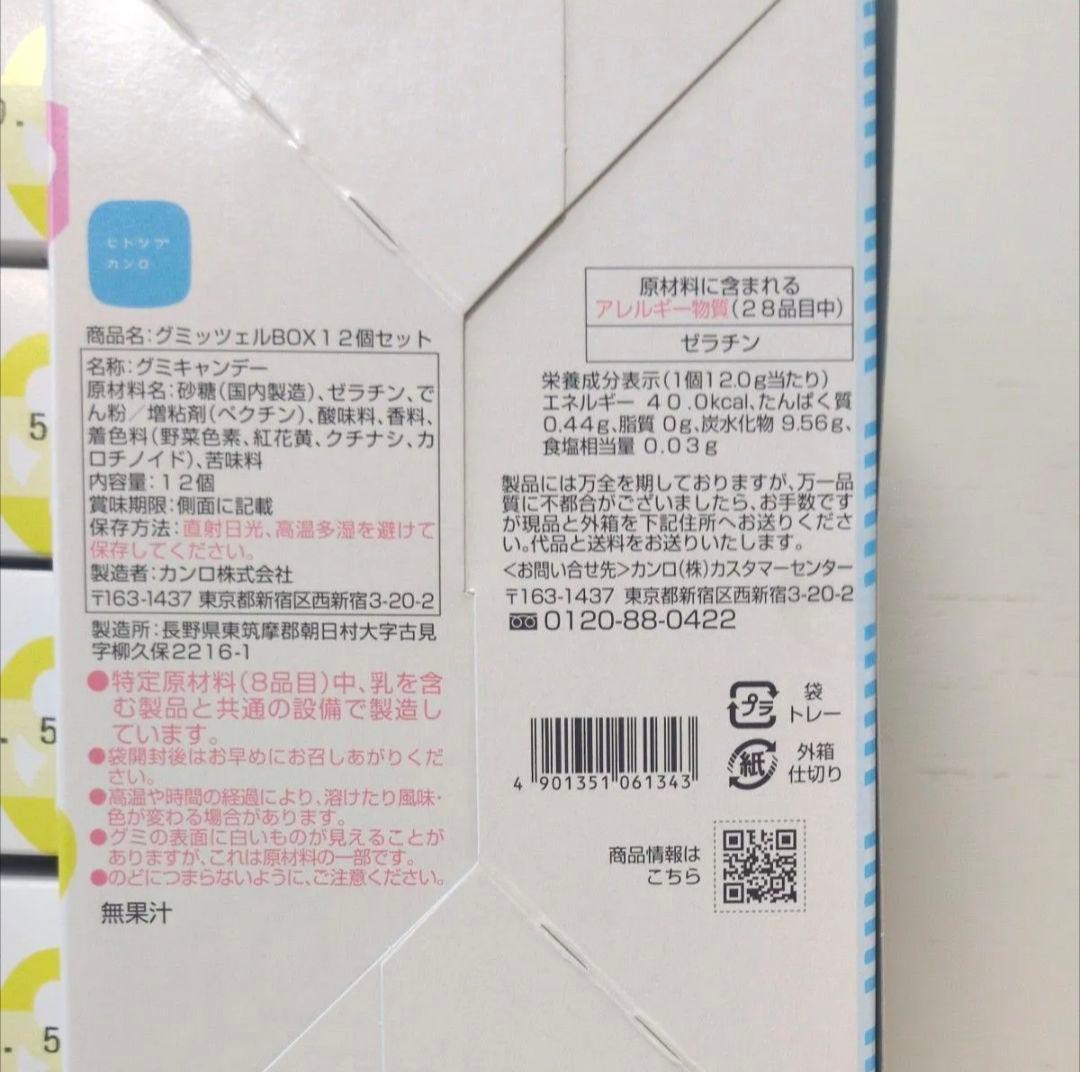 ヒトツブ
カンロ
商品名:グミッツェルBOX12個セット
名称:グミキャンデー
原材料名:砂糖(国内製造)、ゼラチン、で
ん粉/増粘剤(ペクチン)、酸味料、香料、
着色料(野菜色素、紅花黄、クチナシ、カ
ロチノイド)、苦味料
内容量:12個
賞味期限:側面に記載
保存方法:直射日光、高温多湿を避けて
保存してください。
製造者:カンロ株式会社
〒163-1437 東京都新宿区西新宿3-20-2
製造所:長野県東筑摩郡朝日村大字古見
字柳久保2216-1
●特定原材料(8品目)中、乳を含
む製品と共通の設備で製造し
ています。
●袋開封後はお早めにお召しあがりくだ
さい。
●高温や時間の経過により、溶けたり風味・
色が変わる場合があります。
●グミの表面に白いものが見えることが
ありますが、これは原材料の一部です。
●のどにつまらないように、ご注意ください。
無果汁
原材料に含まれる
アレルギー物質(28品目中)
ゼラチン
栄養成分表示(1個12.0g当たり)
エネルギー 40.0kcal、たんぱく質
0.44g、脂質 0g、炭水化物 9.56g、
食塩相当量 0.03g
製品には万全を期しておりますが、万一品
質に不都合がございましたら、お手数です
が現品と外箱を下記住所へお送りくださ
い。代品と送料をお送りいたします。
<お問い合せ先>カンロ(株)カスタマーセンター
〒163-1437 東京都新宿区西新宿3-20-2
0120-88-0422
プラ
袋
トレー
紙
外箱
仕切り
4 901351 061343
商品情報は
こちら
5
. 5
. 5